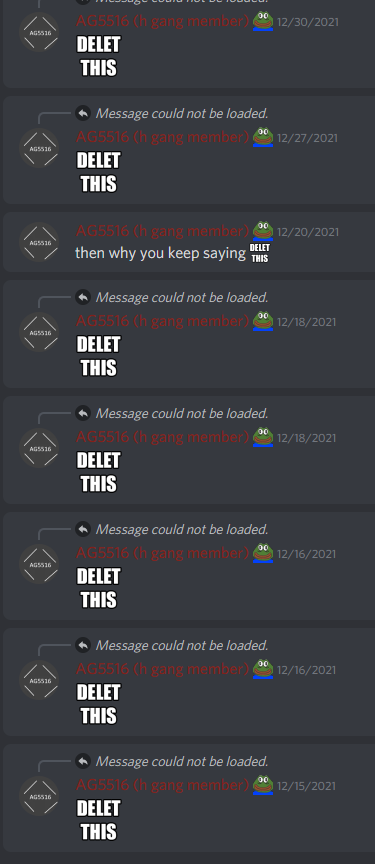 Message could not be loaded.
AG5516
AG5516 (h gang member) 12/30/2021
DELET
THIS
Message could not be loaded.
AG5516
AG5516 (h gang member) 12/27/2021
DELET
THIS
AG5516
AG5516 (h gang member) 12/20/2021
then why you keep saying DELET THIS
Message could not be loaded.
AG5516
AG5516 (h gang member) 12/18/2021
DELET
THIS
Message could not be loaded.
AG5516
AG5516 (h gang member) 12/18/2021
DELET
THIS
Message could not be loaded.
AG5516
AG5516 (h gang member) 12/16/2021
DELET
THIS
Message could not be loaded.
AG5516
AG5516 (h gang member) 12/16/2021
DELET
THIS
Message could not be loaded.
AG5516
AG5516 (h gang member) 12/15/2021
DELET
THIS